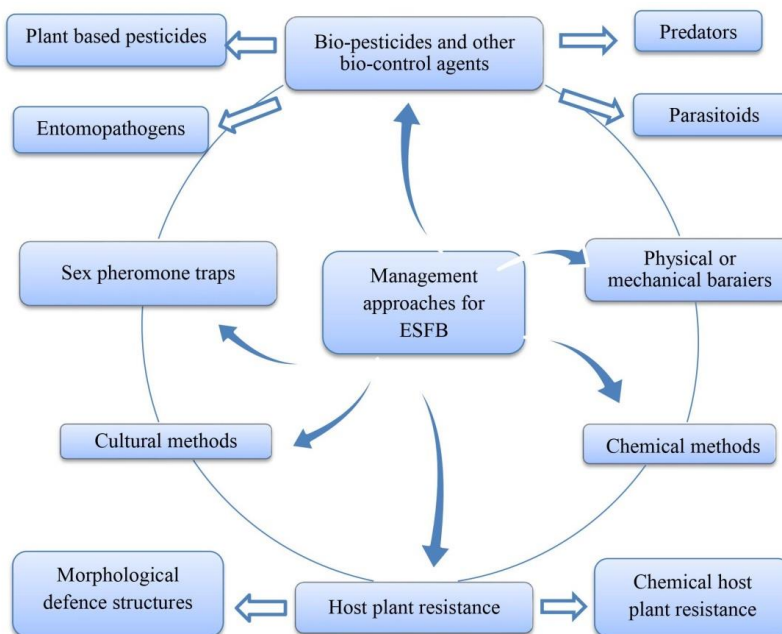 Plant based pesticides
Bio-pesticides and other
bio-control agents
Predators
Entomopathogens
Parasitoids
Sex pheromone traps
Management
approaches for
ESFB
Physical or
mechanical baraiers
Cultural methods
Chemical methods
Morphological
defence structures
Host plant resistance
Chemical host
plant resistance